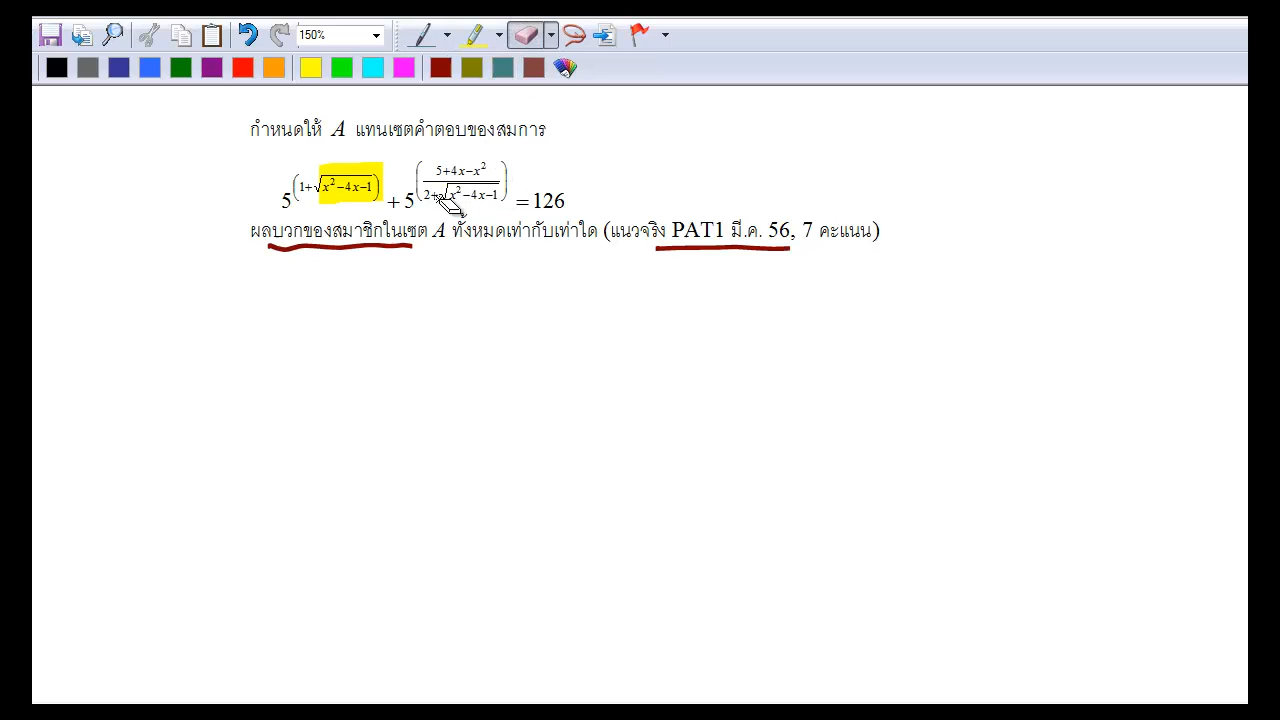 150%
กำหนดให้ A แทนเซตคำตอบของสมการ
5^(1+√(x²−4x−1)) + 5^((5+4x−x²)/(2+√(x²−4x−1))) = 126
ผลบวกของสมาชิกในเซต A ทั้งหมดเท่ากับเท่าใด (แนวจริง PAT1 มี.ค. 56, 7 คะแนน)